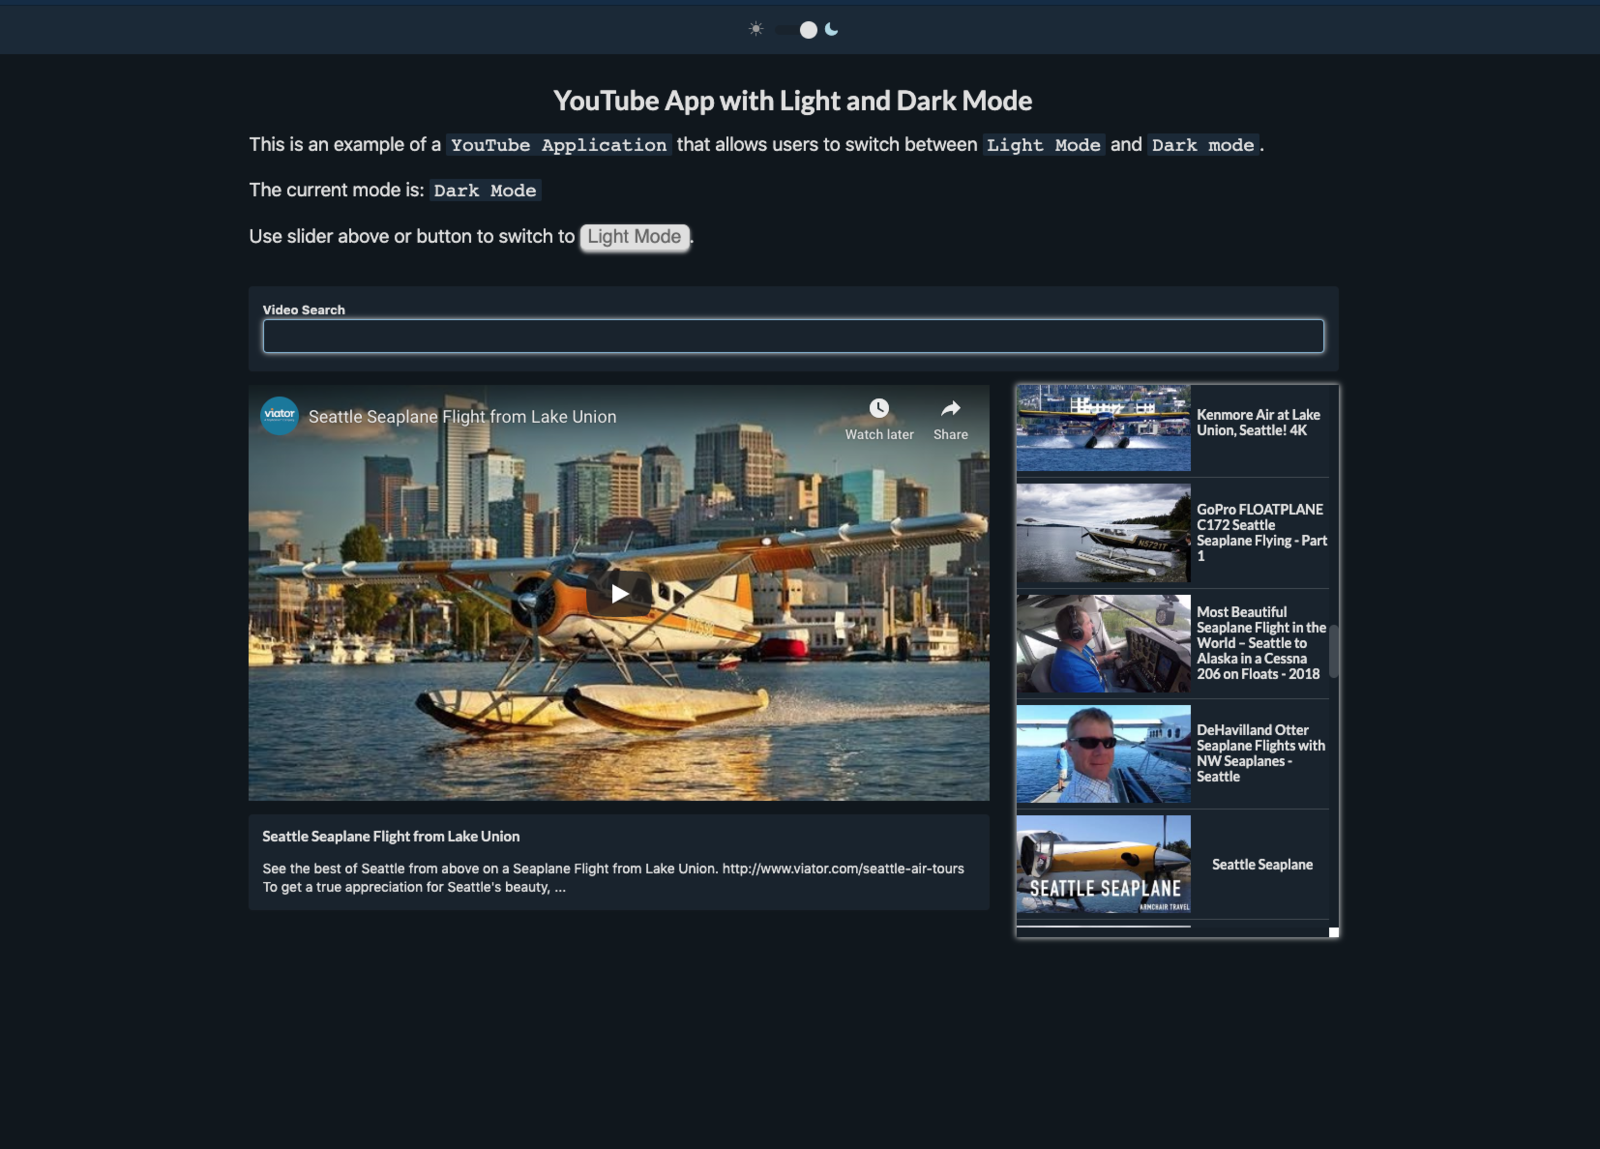 YouTube App with Light and Dark Mode
This is an example of a YouTube Application that allows users to switch between Light Mode and Dark mode.
The current mode is: Dark Mode
Use slider above or button to switch to Light Mode.
Video Search
viator
Seattle Seaplane Flight from Lake Union
Watch later
Share
Seattle Seaplane Flight from Lake Union
See the best of Seattle from above on a Seaplane Flight from Lake Union. http://www.viator.com/seattle-air-tours
To get a true appreciation for Seattle's beauty, ...
Kenmore Air at Lake
Union, Seattle! 4K
N5721T
GoPro FLOATPLANE
C172 Seattle
Seaplane Flying - Part
1
Most Beautiful
Seaplane Flight in the
World – Seattle to
Alaska in a Cessna
206 on Floats - 2018
DeHavilland Otter
Seaplane Flights with
NW Seaplanes -
Seattle
SEATTLE SEAPLANE
ARMCHAIR TRAVEL
Seattle Seaplane